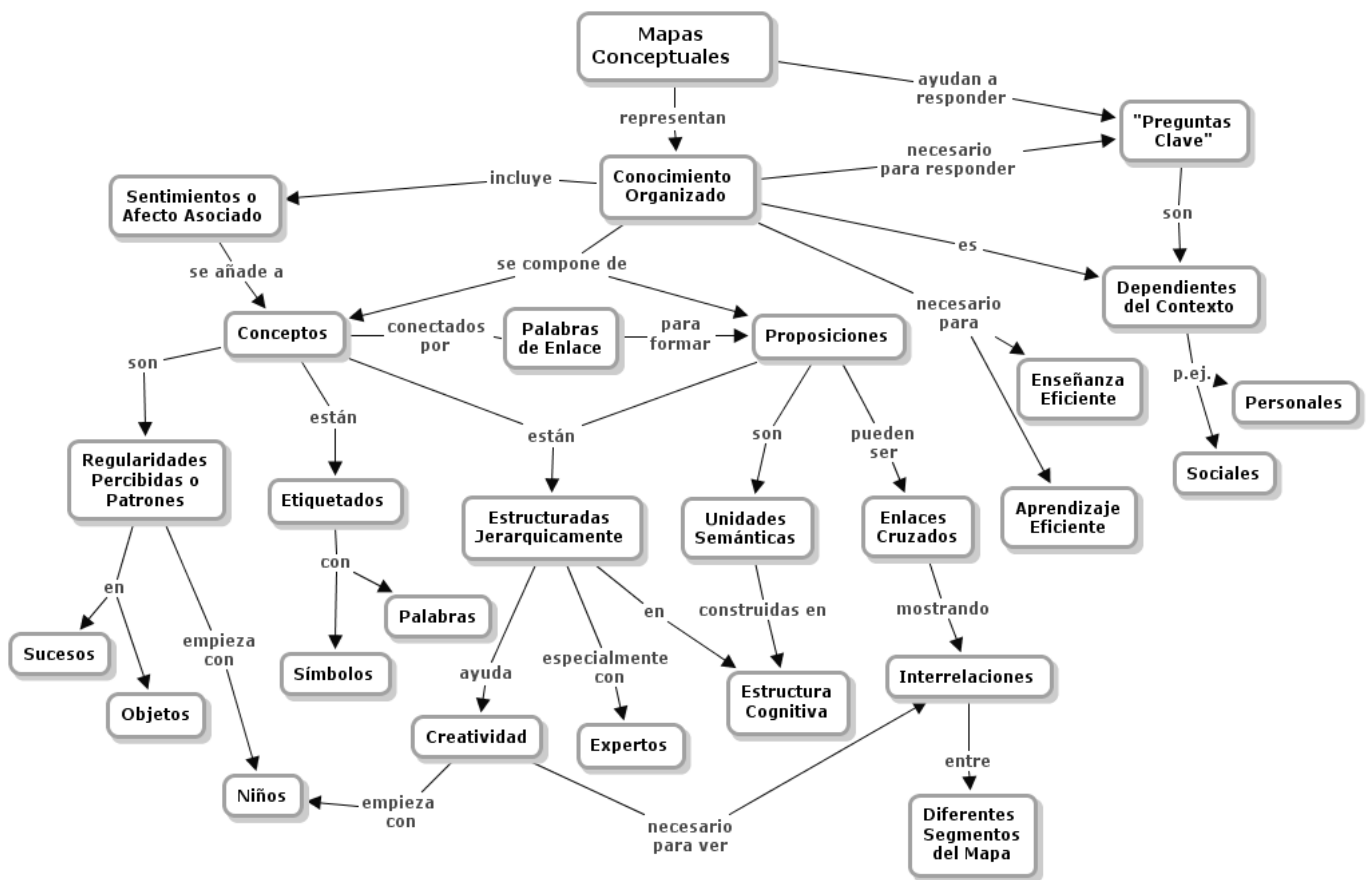 Mapas
Conceptuales
ayudan a
responder
representan
"Preguntas
Clave"
necesario
para responder
Conocimiento
Organizado
incluye
Sentimientos o
Afecto Asociado
son
es
se añade a
se compone de
Dependientes
del Contexto
necesario
para
Conceptos
conectados
por
Palabras
de Enlace
para
formar
Proposiciones
son
Enseñanza
Eficiente
p.ej.
Personales
están
están
son
pueden
ser
Regularidades
Percibidas o
Patrones
Sociales
Etiquetados
Estructuradas
Jerarquicamente
Unidades
Semánticas
Enlaces
Cruzados
Aprendizaje
Eficiente
con
en
Palabras
en
construidas en
mostrando
Sucesos
empieza
con
Símbolos
ayuda
especialmente
con
Interrelaciones
Objetos
Estructura
Cognitiva
Creatividad
Expertos
entre
Niños
empieza
con
necesario
para ver
Diferentes
Segmentos
del Mapa